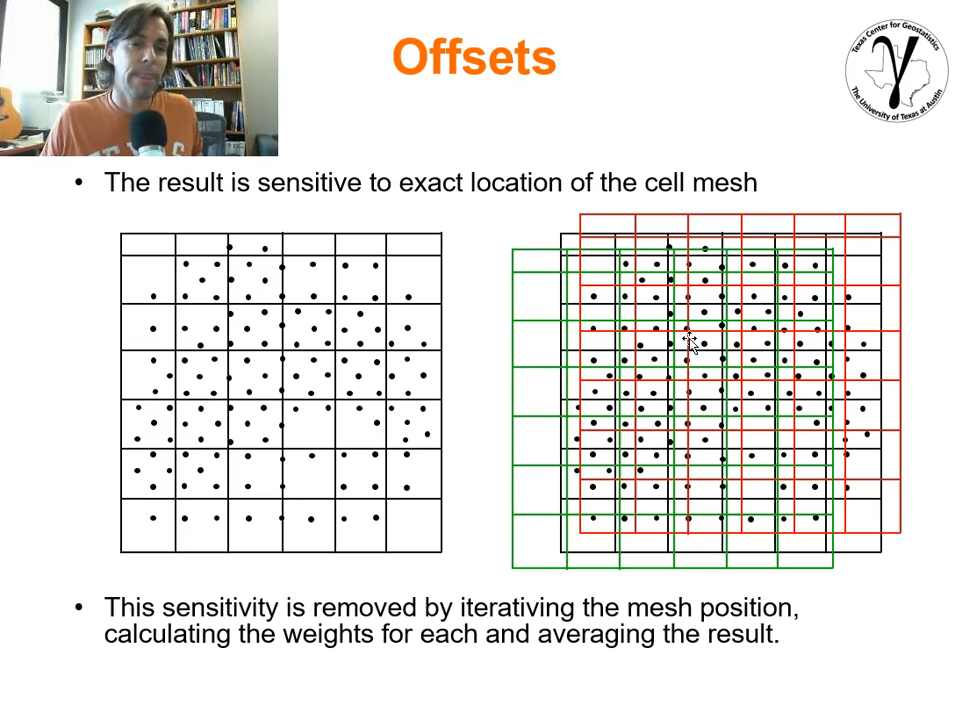 Offsets
Texas Center for Geostatistics
γ
The University of Texas at Austin
TEXAS
• The result is sensitive to exact location of the cell mesh
• This sensitivity is removed by iterativing the mesh position,
calculating the weights for each and averaging the result.